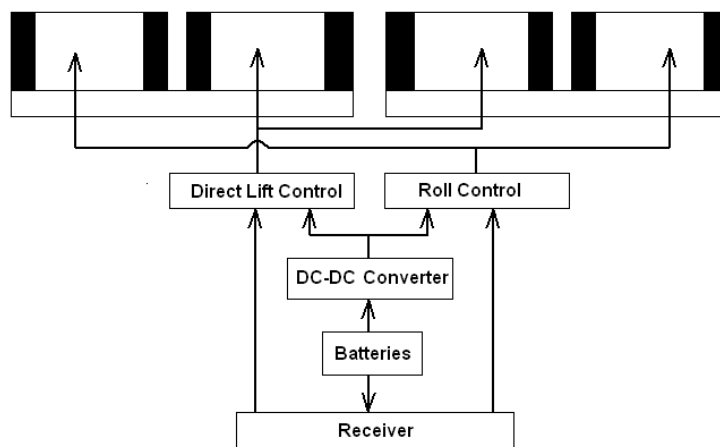 Direct Lift Control
Roll Control
DC-DC Converter
Batteries
Receiver